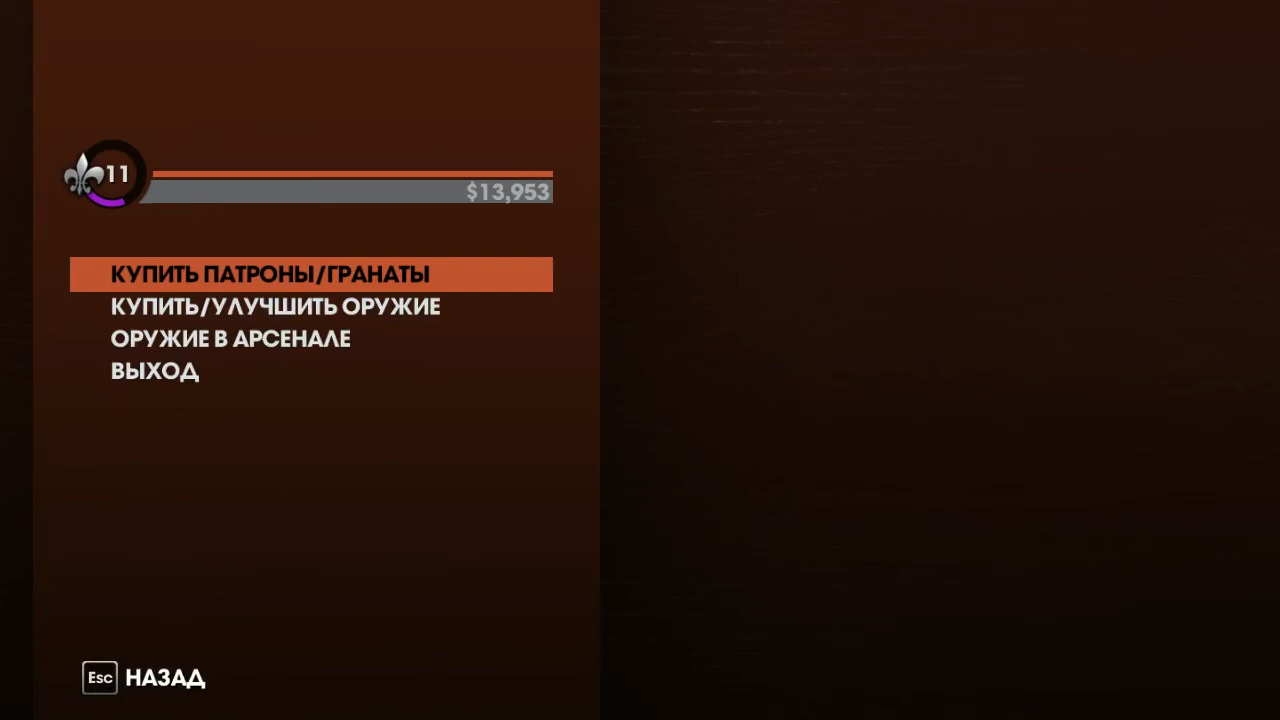 11
$13,953
КУПИТЬ ПАТРОНЫ/ГРАНАТЫ
КУПИТЬ/УЛУЧШИТЬ ОРУЖИЕ
ОРУЖИЕ В АРСЕНАЛЕ
ВЫХОД
Esc НАЗАД